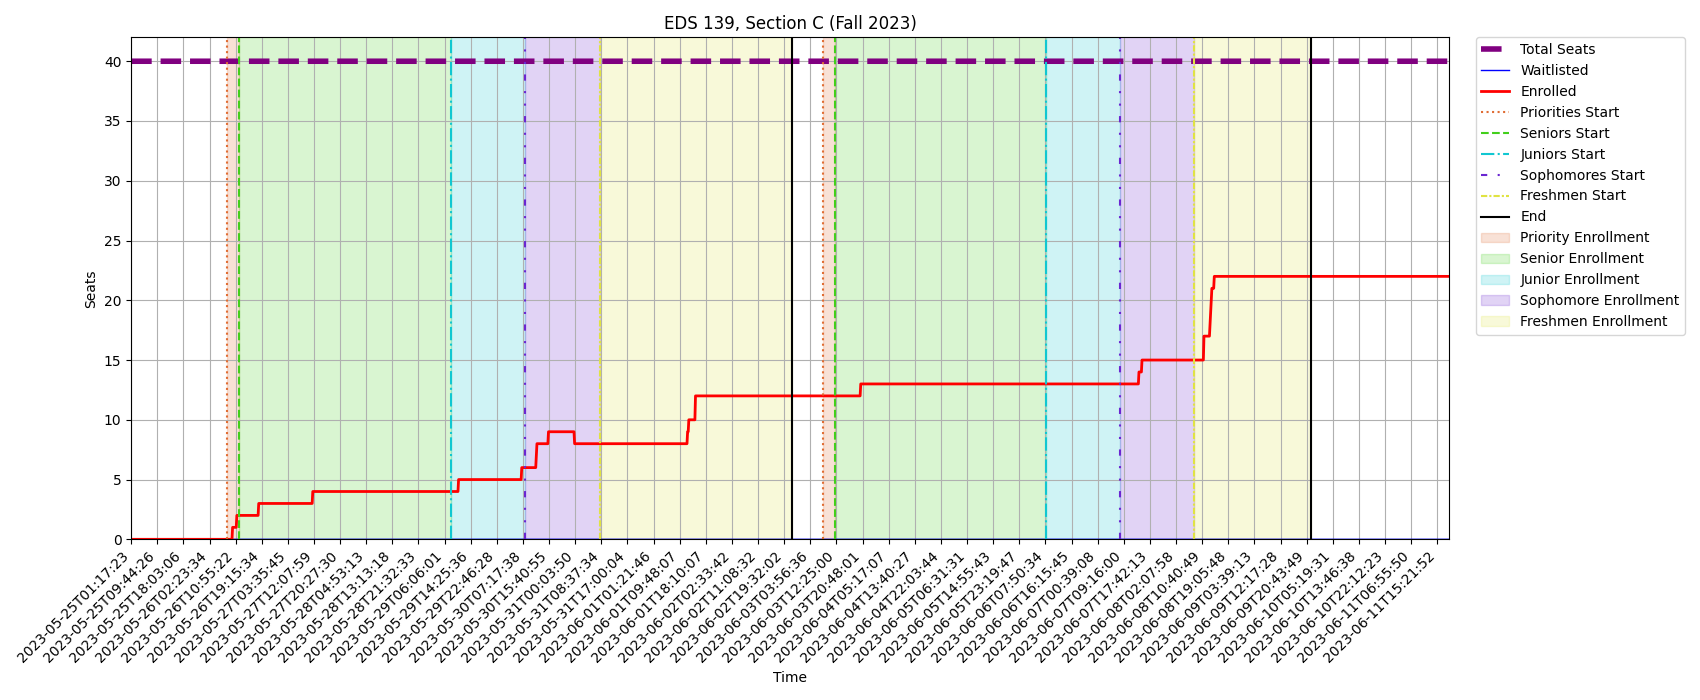 EDS 139, Section C (Fall 2023)
Seats
40
35
30
25
20
15
10
5
0
2023-05-25T01:17:23
2023-05-25T09:44:26
2023-05-25T18:03:06
2023-05-26T02:23:34
2023-05-26T10:55:22
2023-05-26T19:15:34
2023-05-27T03:35:45
2023-05-27T12:07:59
2023-05-27T20:27:30
2023-05-28T04:53:13
2023-05-28T13:13:18
2023-05-28T21:32:33
2023-05-29T06:06:01
2023-05-29T14:25:36
2023-05-29T22:46:28
2023-05-30T07:17:38
2023-05-30T15:40:55
2023-05-31T00:03:50
2023-05-31T08:37:34
2023-05-31T17:00:04
2023-06-01T01:21:46
2023-06-01T09:48:07
2023-06-01T18:10:07
2023-06-02T02:33:42
2023-06-02T11:08:32
2023-06-02T19:32:02
2023-06-03T03:56:36
2023-06-03T12:25:00
2023-06-03T20:48:01
2023-06-04T05:17:07
2023-06-04T13:40:27
2023-06-04T22:03:44
2023-06-05T06:31:31
2023-06-05T14:55:43
2023-06-05T23:19:47
2023-06-06T07:50:34
2023-06-06T16:15:45
2023-06-07T00:39:08
2023-06-07T09:16:00
2023-06-07T17:42:13
2023-06-08T02:07:58
2023-06-08T10:40:49
2023-06-08T19:05:48
2023-06-09T03:39:13
2023-06-09T12:17:28
2023-06-09T20:43:49
2023-06-10T05:19:31
2023-06-10T13:46:38
2023-06-10T22:12:23
2023-06-11T06:55:50
2023-06-11T15:21:52
Time
Total Seats
Waitlisted
Enrolled
Priorities Start
Seniors Start
Juniors Start
Sophomores Start
Freshmen Start
End
Priority Enrollment
Senior Enrollment
Junior Enrollment
Sophomore Enrollment
Freshmen Enrollment